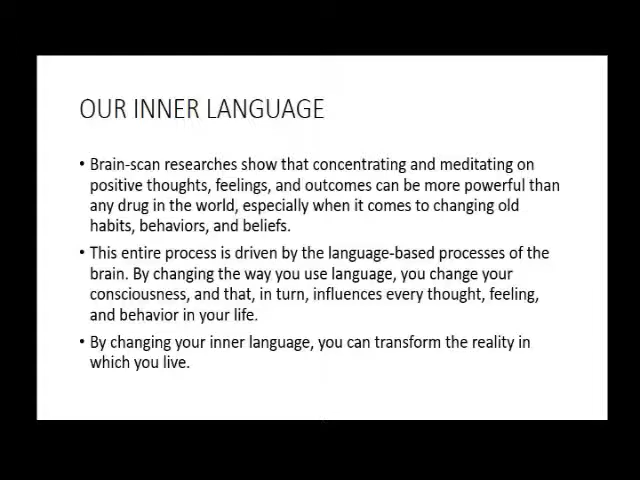 OUR INNER LANGUAGE
• Brain-scan researches show that concentrating and meditating on
positive thoughts, feelings, and outcomes can be more powerful than
any drug in the world, especially when it comes to changing old
habits, behaviors, and beliefs.
• This entire process is driven by the language-based processes of the
brain. By changing the way you use language, you change your
consciousness, and that, in turn, influences every thought, feeling,
and behavior in your life.
• By changing your inner language, you can transform the reality in
which you live.